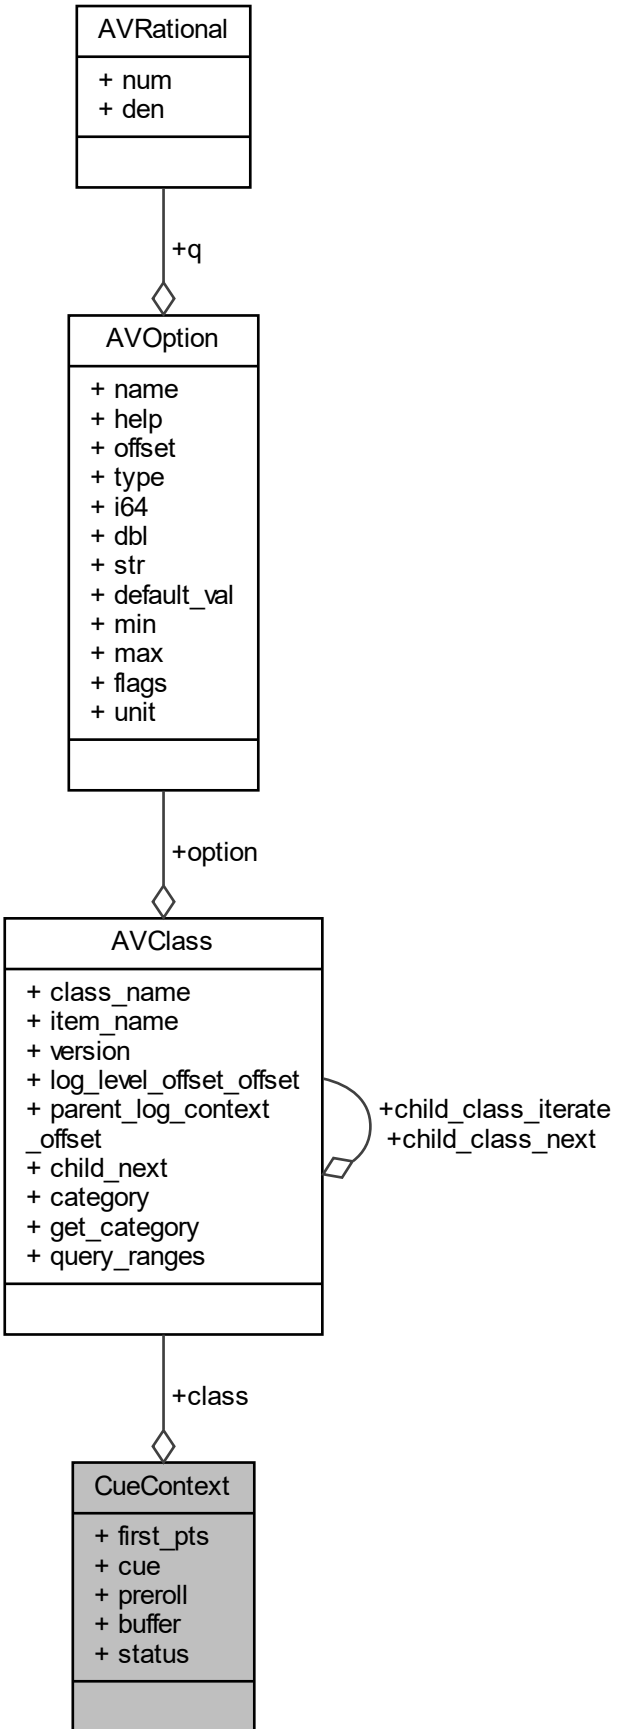 AVRational
+ num
+ den
+q
AVOption
+ name
+ help
+ offset
+ type
+ i64
+ dbl
+ str
+ default_val
+ min
+ max
+ flags
+ unit
+option
AVClass
+ class_name
+ item_name
+ version
+ log_level_offset_offset
+ parent_log_context
_offset
+ child_next
+ category
+ get_category
+ query_ranges
+child_class_iterate
+child_class_next
+class
CueContext
+ first_pts
+ cue
+ preroll
+ buffer
+ status